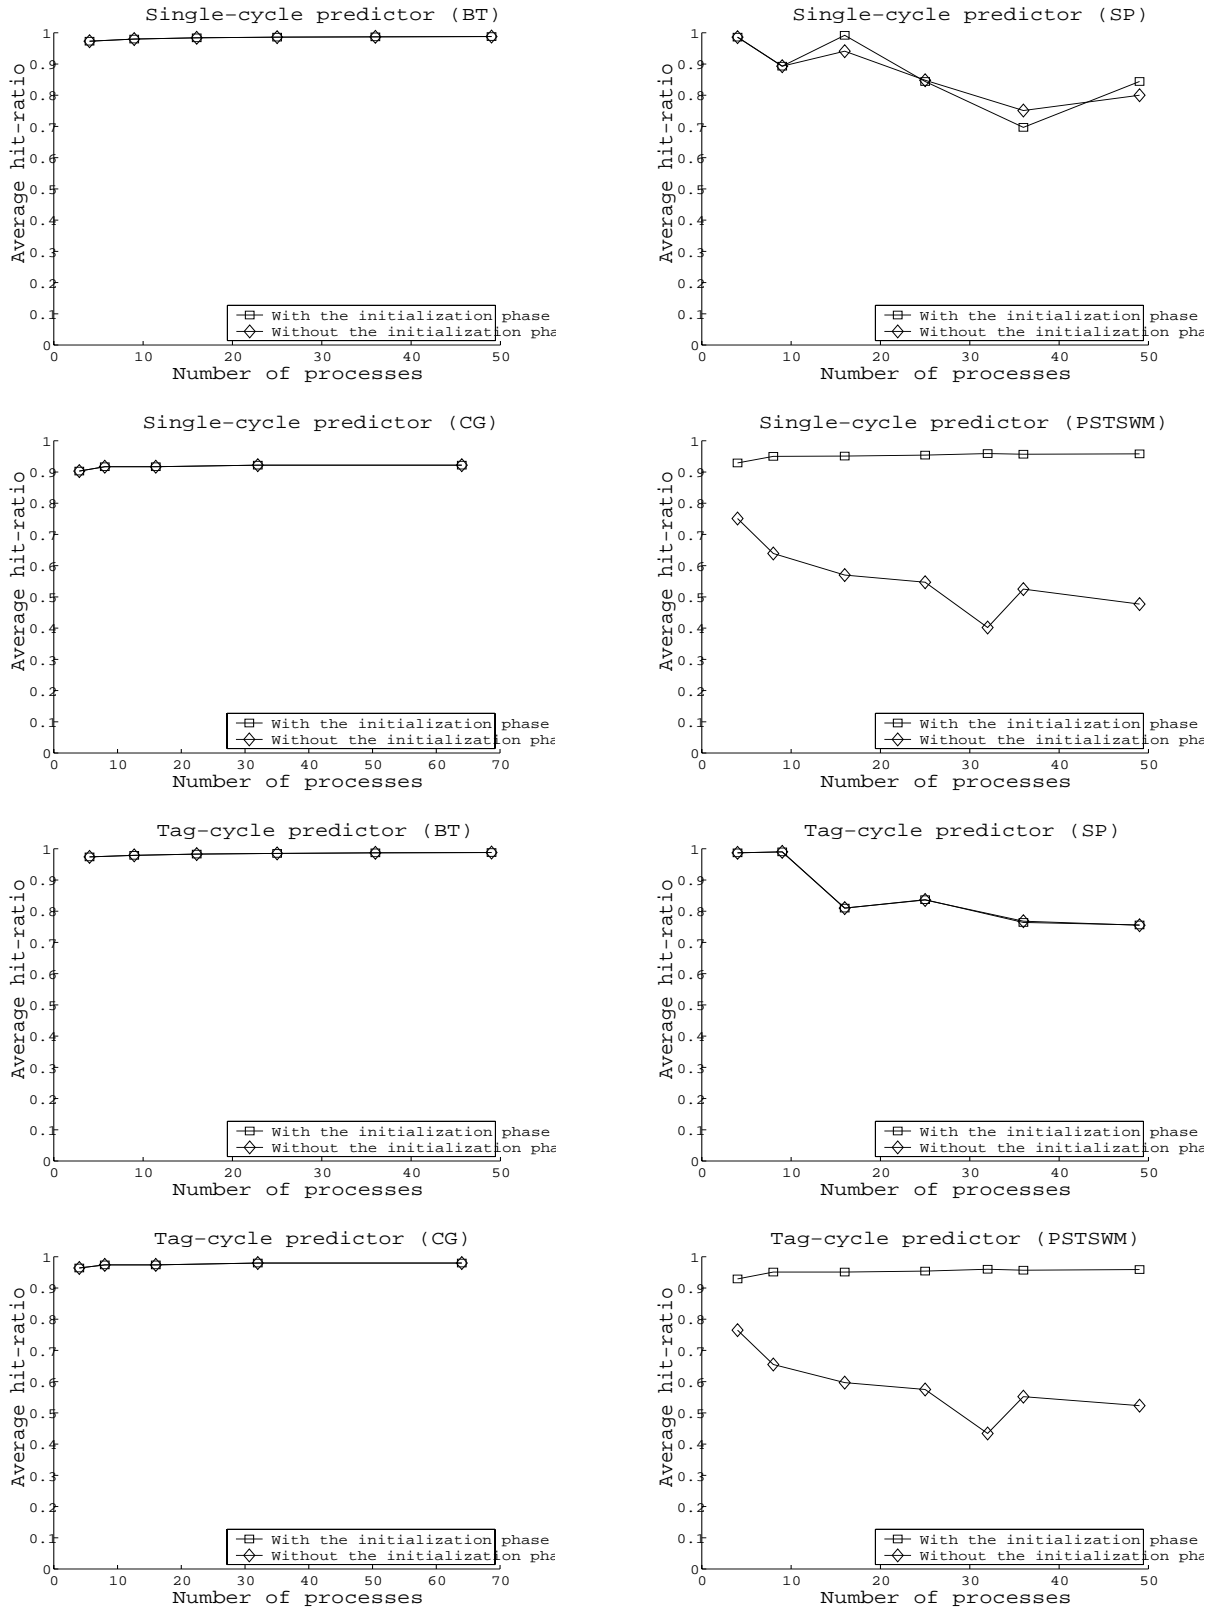 Single-cycle predictor (BT)
Average hit-ratio
1
0.9
0.8
0.7
0.6
0.5
0.4
0.3
0.2
0.1
0
With the initialization phase
Without the initialization pha
0 10 20 30 40 50
Number of processes
Single-cycle predictor (SP)
Average hit-ratio
1
0.9
0.8
0.7
0.6
0.5
0.4
0.3
0.2
0.1
0
With the initialization phase
Without the initialization pha
0 10 20 30 40 50
Number of processes
Single-cycle predictor (CG)
Average hit-ratio
1
0.9
0.8
0.7
0.6
0.5
0.4
0.3
0.2
0.1
0
With the initialization phase
Without the initialization pha
0 10 20 30 40 50 60 70
Number of processes
Single-cycle predictor (PSTSWM)
Average hit-ratio
1
0.9
0.8
0.7
0.6
0.5
0.4
0.3
0.2
0.1
0
With the initialization phase
Without the initialization pha
0 10 20 30 40 50
Number of processes
Tag-cycle predictor (BT)
Average hit-ratio
1
0.9
0.8
0.7
0.6
0.5
0.4
0.3
0.2
0.1
0
With the initialization phase
Without the initialization pha
0 10 20 30 40 50
Number of processes
Tag-cycle predictor (SP)
Average hit-ratio
1
0.9
0.8
0.7
0.6
0.5
0.4
0.3
0.2
0.1
0
With the initialization phase
Without the initialization pha
0 10 20 30 40 50
Number of processes
Tag-cycle predictor (CG)
Average hit-ratio
1
0.9
0.8
0.7
0.6
0.5
0.4
0.3
0.2
0.1
0
With the initialization phase
Without the initialization pha
0 10 20 30 40 50 60 70
Number of processes
Tag-cycle predictor (PSTSWM)
Average hit-ratio
1
0.9
0.8
0.7
0.6
0.5
0.4
0.3
0.2
0.1
0
With the initialization phase
Without the initialization pha
0 10 20 30 40 50
Number of processes